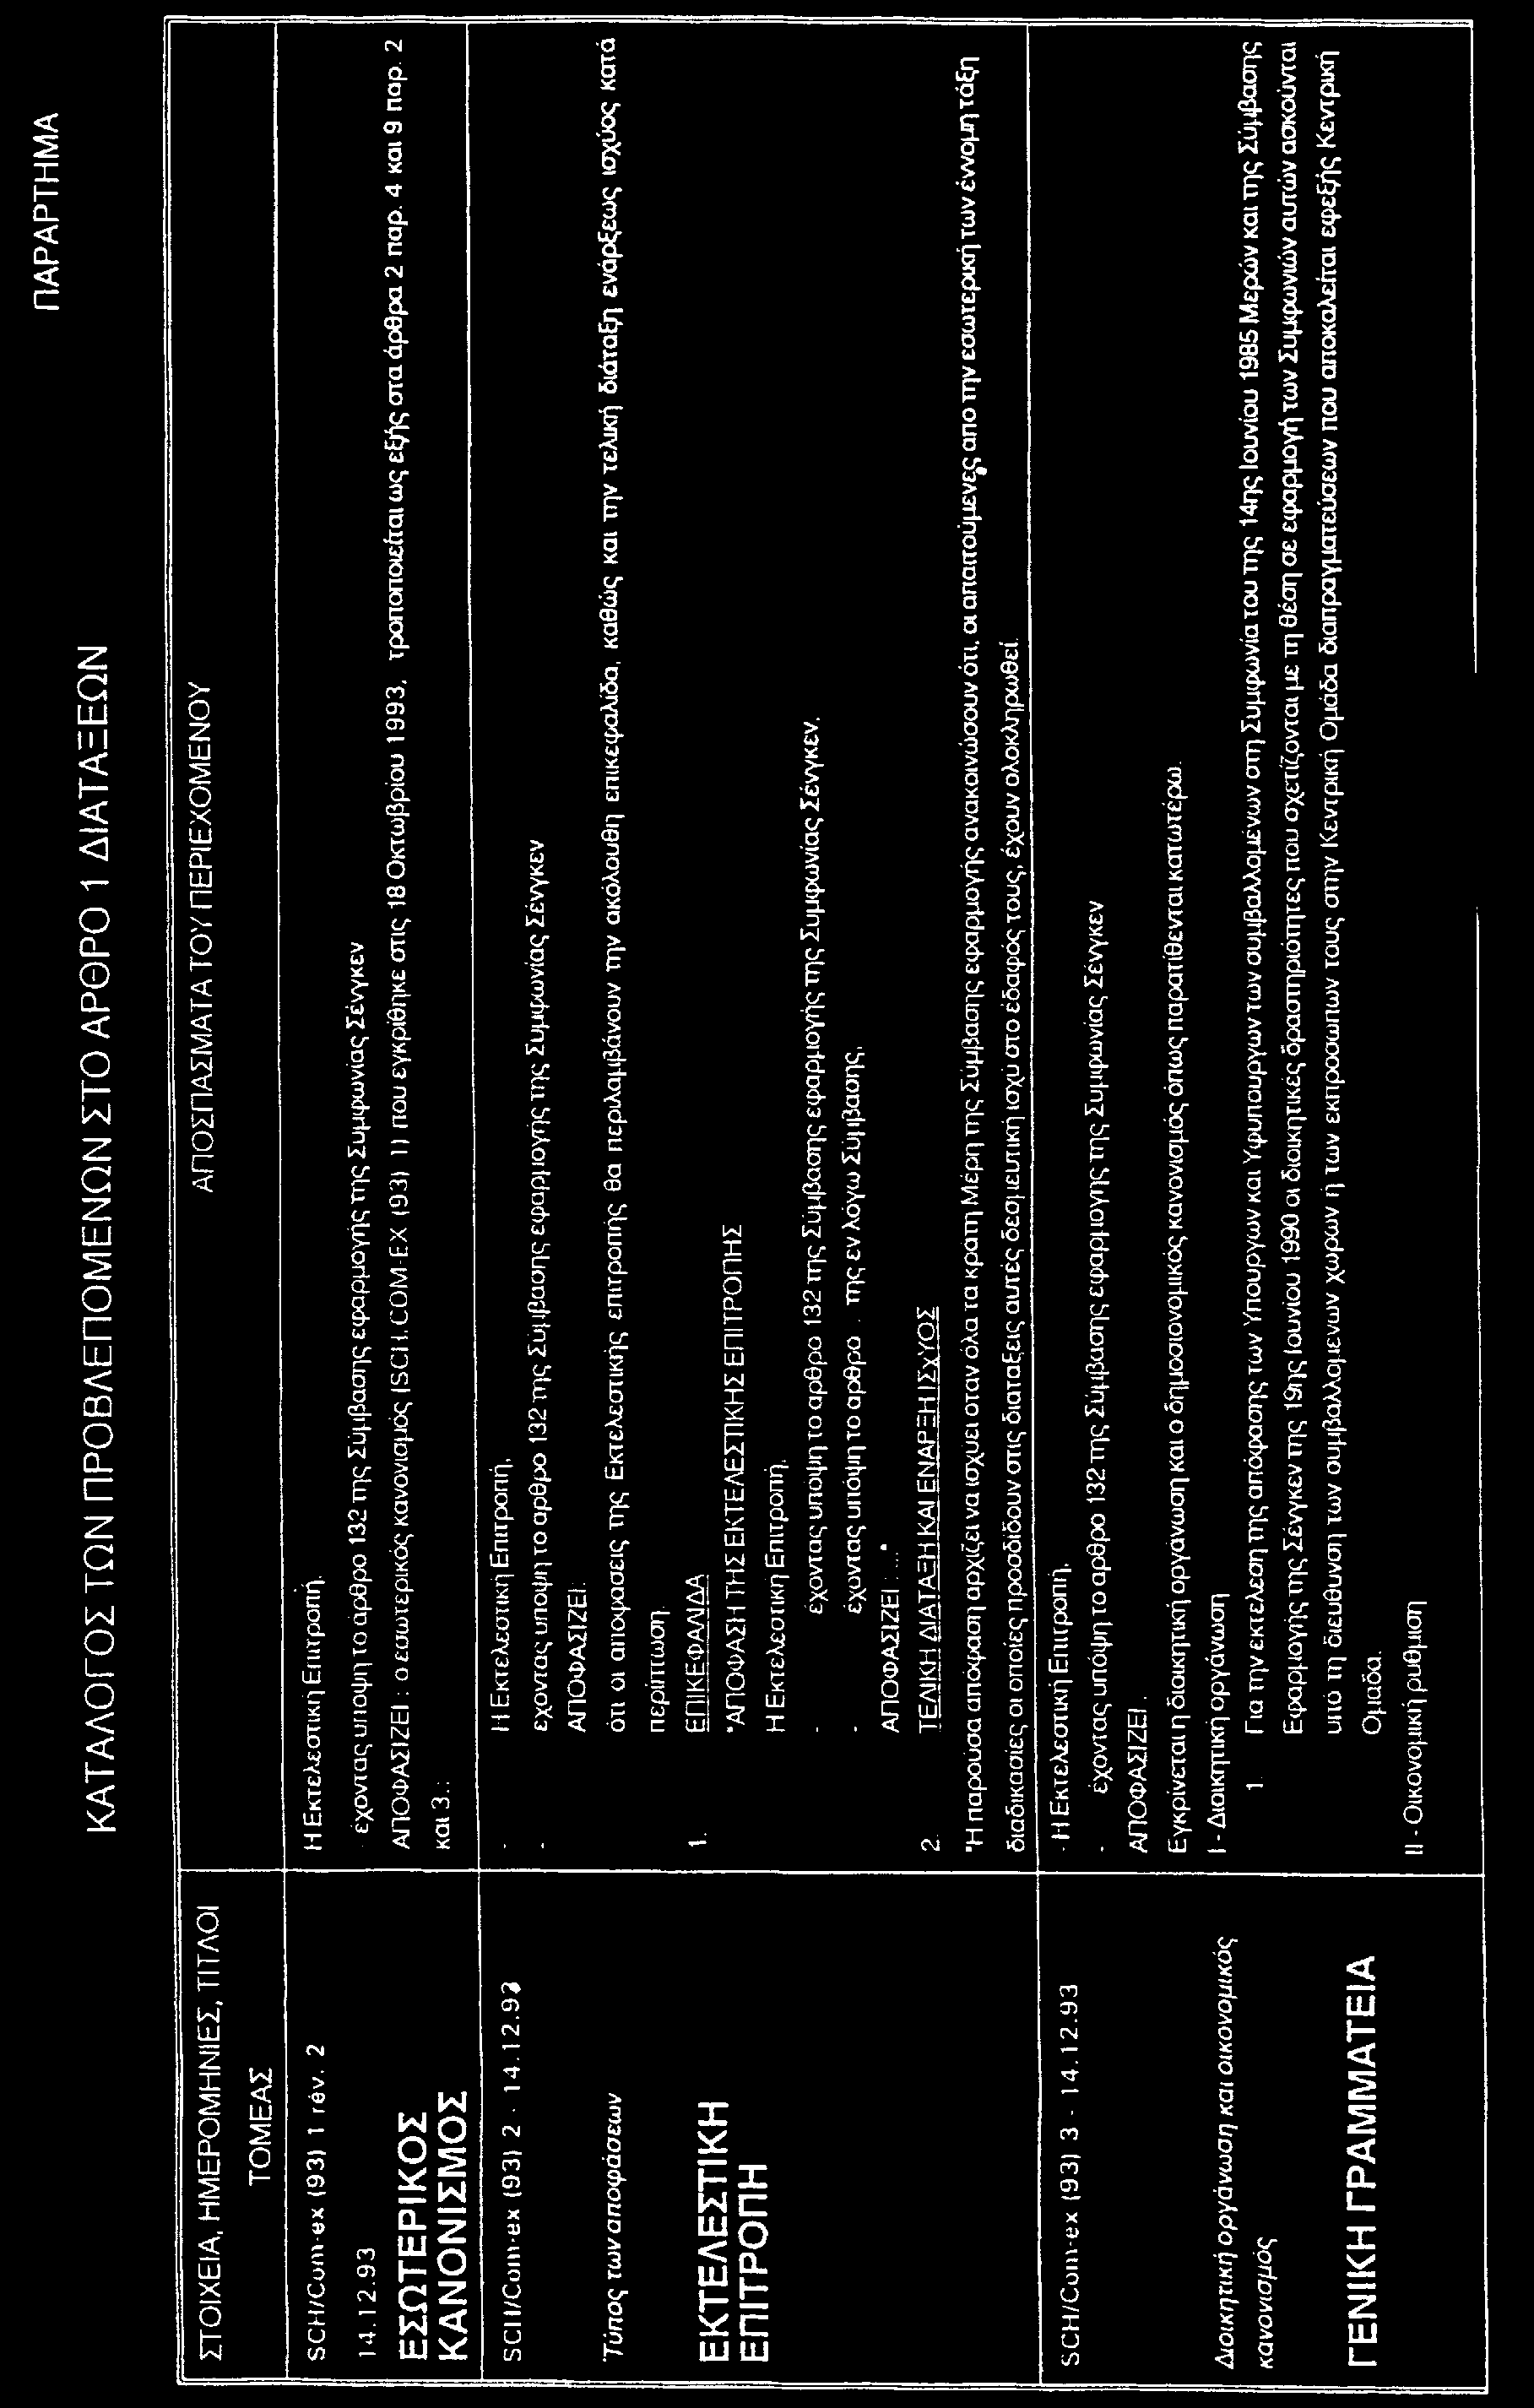 ΠΑΡΑΡΤΗΜΑ
ΚΑΤΑΛΟΓΟΣ ΤΩΝ ΠΡΟΒΛΕΠΟΜΕΝΩΝ ΣΤΟ ΑΡΘΡΟ 1 ΔΙΑΤΑΞΕΩΝ
ΣΤΟΙΧΕΙΑ, ΗΜΕΡΟΜΗΝΙΕΣ, ΤΙΤΛΟΙ
ΤΟΜΕΑΣ
ΑΠΟΣΠΑΣΜΑΤΑ ΤΟΥ ΠΕΡΙΕΧΟΜΕΝΟΥ
SCH/Com-ex (93) 1 rév. 2
14.12.93
ΕΣΩΤΕΡΙΚΟΣ
ΚΑΝΟΝΙΣΜΟΣ
Η Εκτελεστική Επιτροπή,
- έχοντας υπόψη το άρθρο 132 της Σύμβασης εφαρμογής της Συμφωνίας Σένγκεν
ΑΠΟΦΑΣΙΖΕΙ : ο εσωτερικός κανονισμός (SCH.COM-EX (93) 1) που εγκρίθηκε στις 18 Οκτωβρίου 1993, τροποποιείται ως εξής στα άρθρα 2 παρ. 4 και 9 παρ. 2
και 3.:
SCH/Com-ex (93) 2 - 14.12.93
Τύπος των αποφάσεων
ΕΚΤΕΛΕΣΤΙΚΗ
ΕΠΙΤΡΟΠΗ
- Η Εκτελεστική Επιτροπή,
- έχοντας υπόψη το άρθρο 132 της Σύμβασης εφαρμογής της Συμφωνίας Σένγκεν
ΑΠΟΦΑΣΙΖΕΙ:
ότι οι αποφάσεις της Εκτελεστικής επιτροπής θα περιλαμβάνουν την ακόλουθη επικεφαλίδα, καθώς και την τελική διάταξη ενάρξεως ισχύος κατά
περίπτωση.
1. ΕΠΙΚΕΦΑΛΙΔΑ
"ΑΠΟΦΑΣΗ ΤΗΣ ΕΚΤΕΛΕΣΤΙΚΗΣ ΕΠΙΤΡΟΠΗΣ
Η Εκτελεστική Επιτροπή,
- έχοντας υπόψη το άρθρο 132 της Σύμβασης εφαρμογής της Συμφωνίας Σένγκεν,
- έχοντας υπόψη το άρθρο . της εν λόγω Σύμβασης,
ΑΠΟΦΑΣΙΖΕΙ : ..."
2. ΤΕΛΙΚΗ ΔΙΑΤΑΞΗ ΚΑΙ ΕΝΑΡΞΗ ΙΣΧΥΟΣ
"Η παρούσα απόφαση αρχίζει να ισχύει όταν όλα τα κράτη Μέρη της Σύμβασης εφαρμογής ανακοινώσουν ότι, οι απαιτούμενες απο την εσωτερική των έννομη τάξη
διαδικασίες οι οποίες προσδίδουν στις διατάξεις αυτές δεσμευτική ισχύ στο έδαφός τους, έχουν ολοκληρωθεί.
SCH/Com-ex (93) 3 - 14.12.93
Διοικητική οργάνωση και οικονομικός
κανονισμός
ΓΕΝΙΚΗ ΓΡΑΜΜΑΤΕΙΑ
- Η Εκτελεστική Επιτροπή,
- έχοντας υπόψη το άρθρο 132 της Σύμβασης εφαρμογής της Συμφωνίας Σένγκεν
ΑΠΟΦΑΣΙΖΕΙ.
Εγκρίνεται η διοικητική οργάνωση και ο δημοσιονομικός κανονισμός όπως παρατίθενται κατωτέρω.
I - Διοικητική οργάνωση
1. Για την εκτέλεση της απόφασης των Υπουργων και Υφυπουργων των συμβαλλομένων στη Συμφωνία του της 14ης Ιουνίου 1985 Μερών και της Σύμβασης
Εφαρμογής της Σένγκεν της 19ης Ιουνίου 1990 οι διοικητικές δραστηριότητες που σχετίζονται με τη θέση σε εφαρμογή των Συμφωνιών αυτών ασκούνται
υπό τη διεύθυνση των συμβαλλομενων χωρων ή των εκπροσωπων τους στην Κεντρική Ομάδα διαπραγματεύσεων που αποκαλείται εφεξής Κεντρική
Ομάδα.
II - Οικονομική ρυθμιση